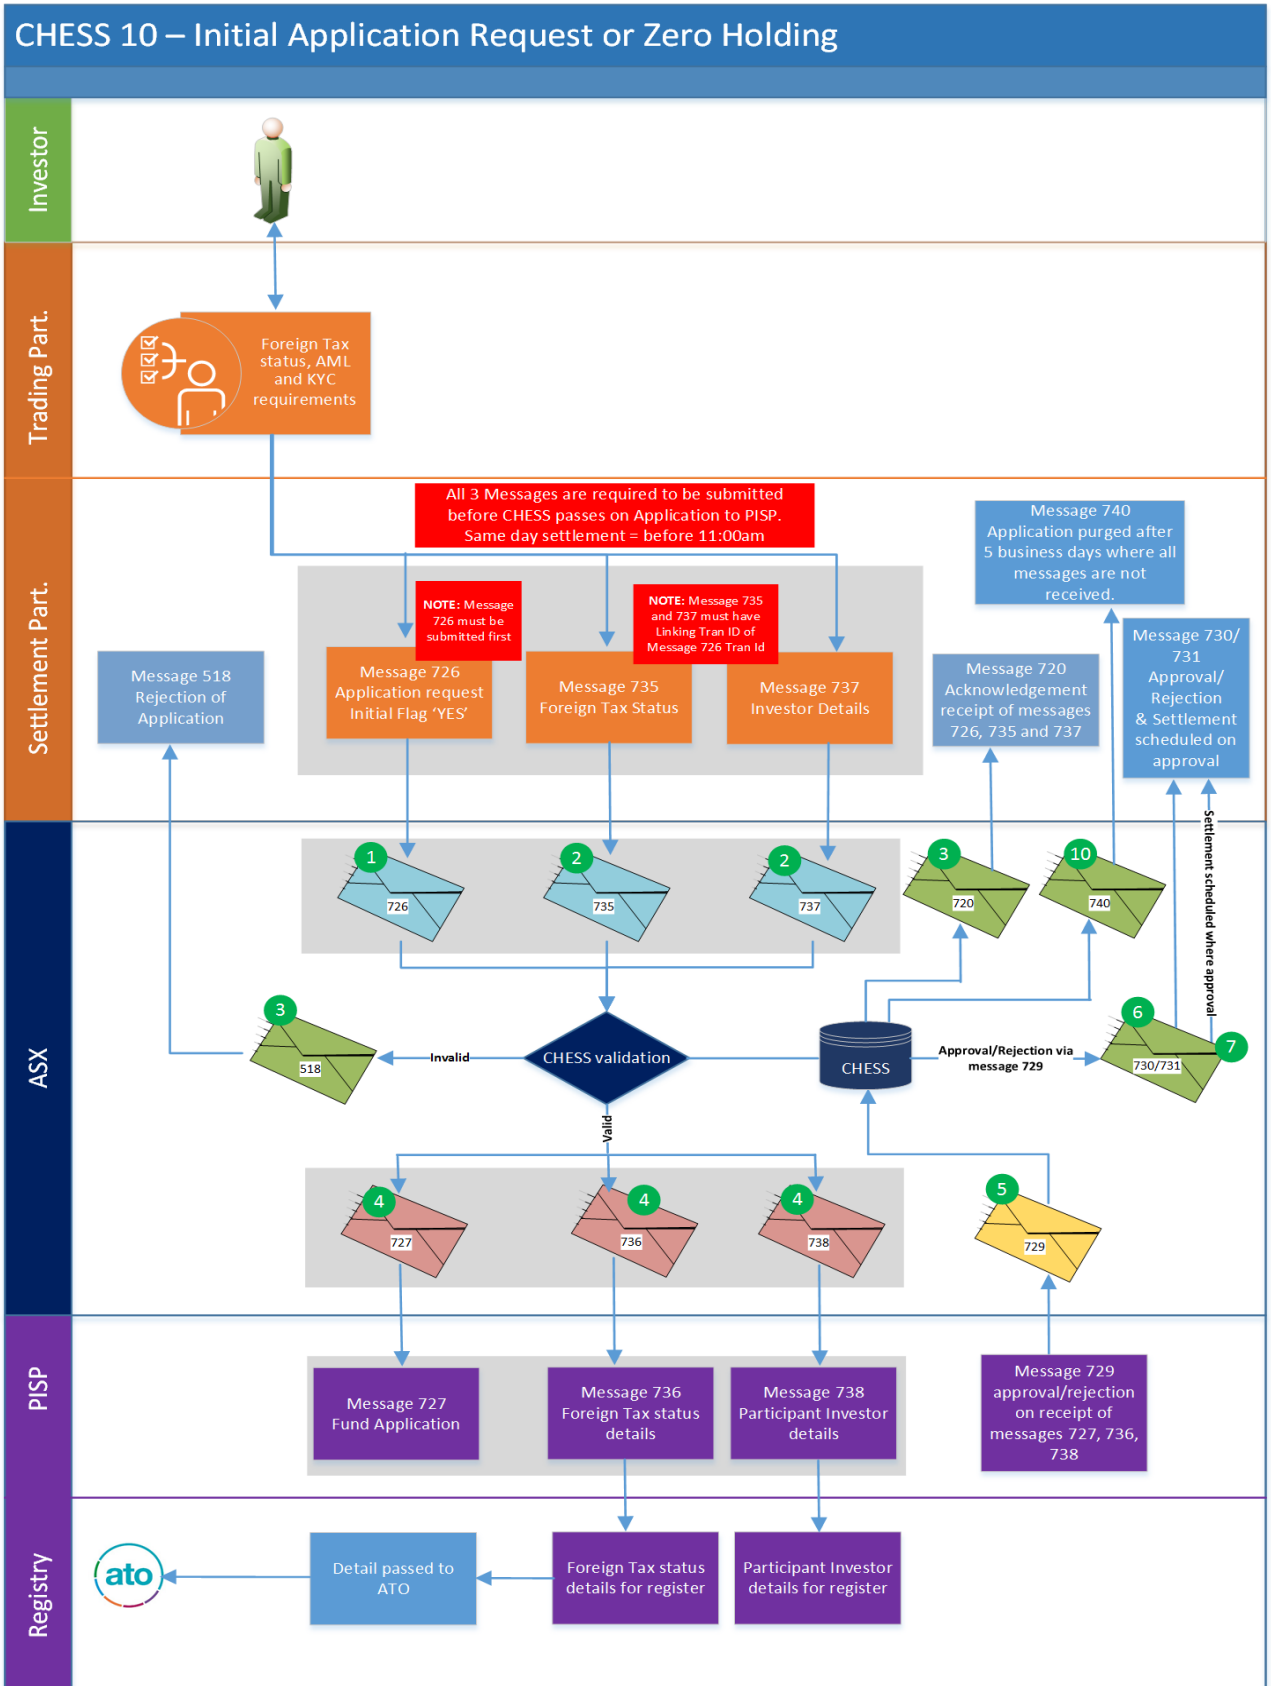 CHESS 10 – Initial Application Request or Zero Holding
Investor
Trading Part.
Foreign Tax
status, AML
and KYC
requirements
Settlement Part.
All 3 Messages are required to be submitted
before CHESS passes on Application to PISP.
Same day settlement = before 11:00am
Message 740
Application purged after
5 business days where all
messages are not
received.
NOTE: Message
726 must be
submitted first
NOTE: Message 735
and 737 must have
Linking Tran ID of
Message 726 Tran Id
Message 518
Rejection of
Application
Message 726
Application request
Initial Flag ‘YES’
Message 735
Foreign Tax Status
Message 737
Investor Details
Message 720
Acknowledgement
receipt of messages
726, 735 and 737
Message 730/
731
Approval/
Rejection
& Settlement
scheduled on
approval
Settlement scheduled where approval
ASX
1
726
2
735
2
737
3
720
10
740
3
518
Invalid
CHESS validation
CHESS
Approval/Rejection via
message 729
6
730/731
7
Valid
4
727
4
736
4
738
5
729
PISP
Message 727
Fund Application
Message 736
Foreign Tax status
details
Message 738
Participant Investor
details
Message 729
approval/rejection
on receipt of
messages 727, 736,
738
Registry
ato
Detail passed to
ATO
Foreign Tax status
details for register
Participant Investor
details for register